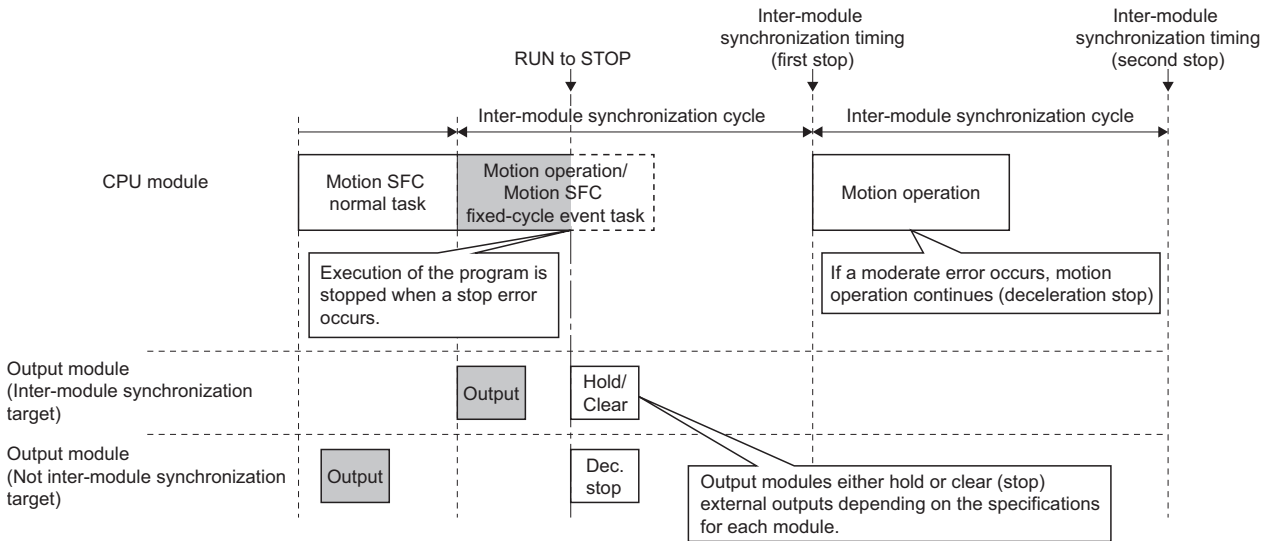 RUN to STOP
Inter-module
synchronization timing
(first stop)
Inter-module
synchronization timing
(second stop)
Inter-module synchronization cycle
Inter-module synchronization cycle
CPU module
Motion SFC
normal task
Motion operation/
Motion SFC
fixed-cycle event task
Motion operation
Execution of the program is
stopped when a stop error
occurs.
If a moderate error occurs, motion
operation continues (deceleration stop)
Output module
(Inter-module synchronization
target)
Output
Hold/
Clear
Output module
(Not inter-module synchronization
target)
Output
Dec.
stop
Output modules either hold or clear (stop)
external outputs depending on the specifications
for each module.